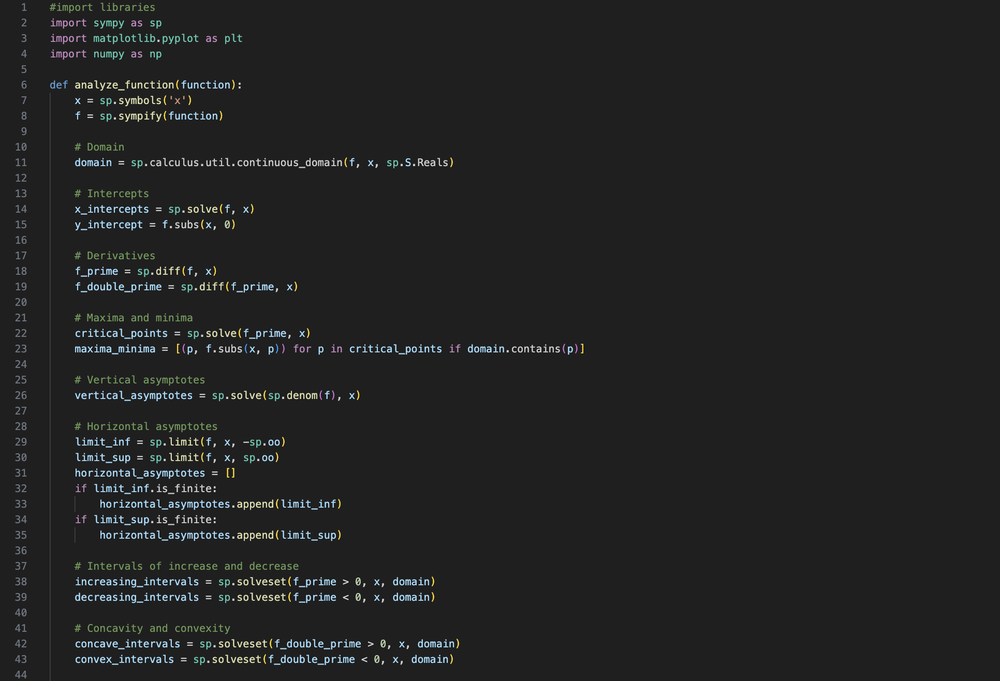 1 #import libraries
2 import sympy as sp
3 import matplotlib.pyplot as plt
4 import numpy as np
5
6 def analyze_function(function):
7     x = sp.symbols('x')
8     f = sp.sympify(function)
9
10     # Domain
11     domain = sp.calculus.util.continuous_domain(f, x, sp.S.Reals)
12
13     # Intercepts
14     x_intercepts = sp.solve(f, x)
15     y_intercept = f.subs(x, 0)
16
17     # Derivatives
18     f_prime = sp.diff(f, x)
19     f_double_prime = sp.diff(f_prime, x)
20
21     # Maxima and minima
22     critical_points = sp.solve(f_prime, x)
23     maxima_minima = [(p, f.subs(x, p)) for p in critical_points if domain.contains(p)]
24
25     # Vertical asymptotes
26     vertical_asymptotes = sp.solve(sp.denom(f), x)
27
28     # Horizontal asymptotes
29     limit_inf = sp.limit(f, x, -sp.oo)
30     limit_sup = sp.limit(f, x, sp.oo)
31     horizontal_asymptotes = []
32     if limit_inf.is_finite:
33         horizontal_asymptotes.append(limit_inf)
34     if limit_sup.is_finite:
35         horizontal_asymptotes.append(limit_sup)
36
37     # Intervals of increase and decrease
38     increasing_intervals = sp.solveset(f_prime > 0, x, domain)
39     decreasing_intervals = sp.solveset(f_prime < 0, x, domain)
40
41     # Concavity and convexity
42     concave_intervals = sp.solveset(f_double_prime > 0, x, domain)
43     convex_intervals = sp.solveset(f_double_prime < 0, x, domain)
44